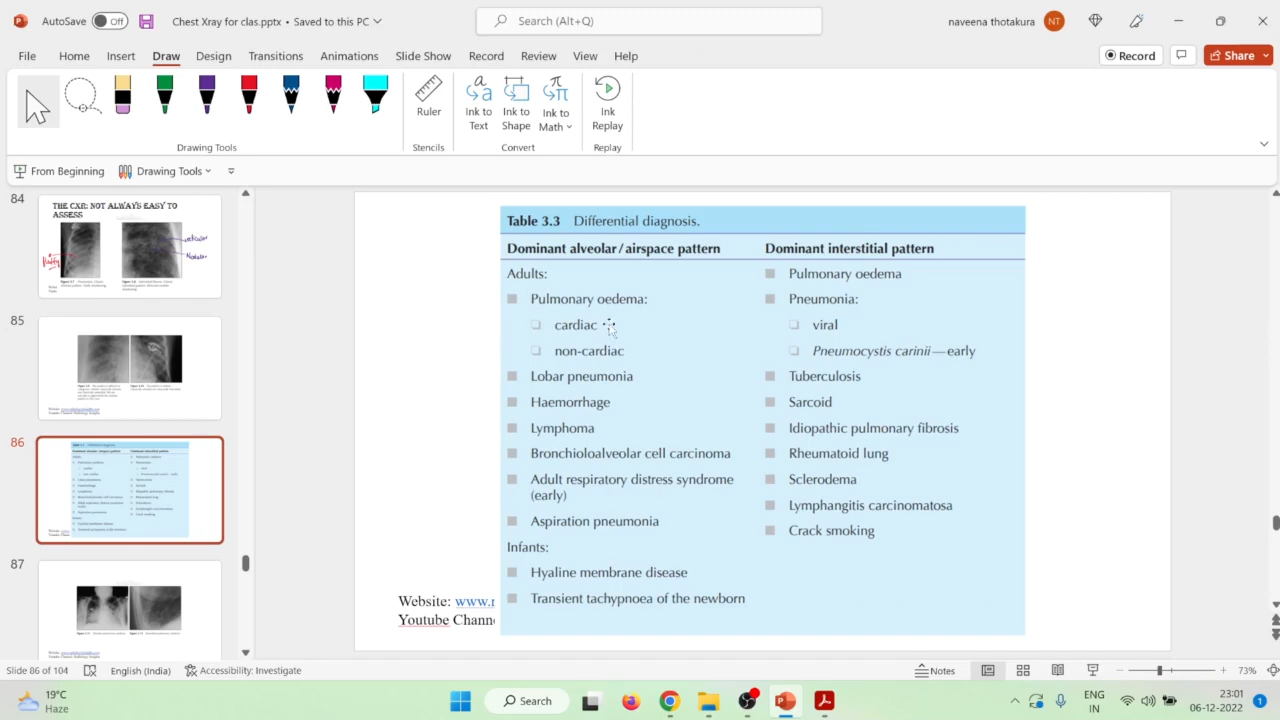 AutoSave Off Chest Xray for clas.pptx • Saved to this PC Search (Alt+Q) naveena thotakura NT
File Home Insert Draw Design Transitions Animations Slide Show Record Review View Help Record Share
Ruler Ink to Text Ink to Shape Ink to Math Ink Replay
Drawing Tools Stencils Convert Replay
From Beginning Drawing Tools
84
THE CXR: NOT ALWAYS EASY TO
ASSESS
85
86
87
Table 3.3 Differential diagnosis.
Dominant alveolar/airspace pattern Dominant interstitial pattern
Adults: Pulmonary oedema
Pulmonary oedema: Pneumonia:
cardiac viral
non-cardiac Pneumocystis carinii—early
Lobar pneumonia Tuberculosis
Haemorrhage Sarcoid
Lymphoma Idiopathic pulmonary fibrosis
Bronchioalveolar cell carcinoma Rheumatoid lung
Adult respiratory distress syndrome Scleroderma
(early)
Lymphangitis carcinomatosa
Aspiration pneumonia Crack smoking
Infants:
Hyaline membrane disease
Transient tachypnoea of the newborn
Website: www.r
Youtube Chann
Slide 86 of 104 English (India) Accessibility: Investigate Notes 73%
19°C
Haze
Search
ENG
IN
23:01
06-12-2022
1